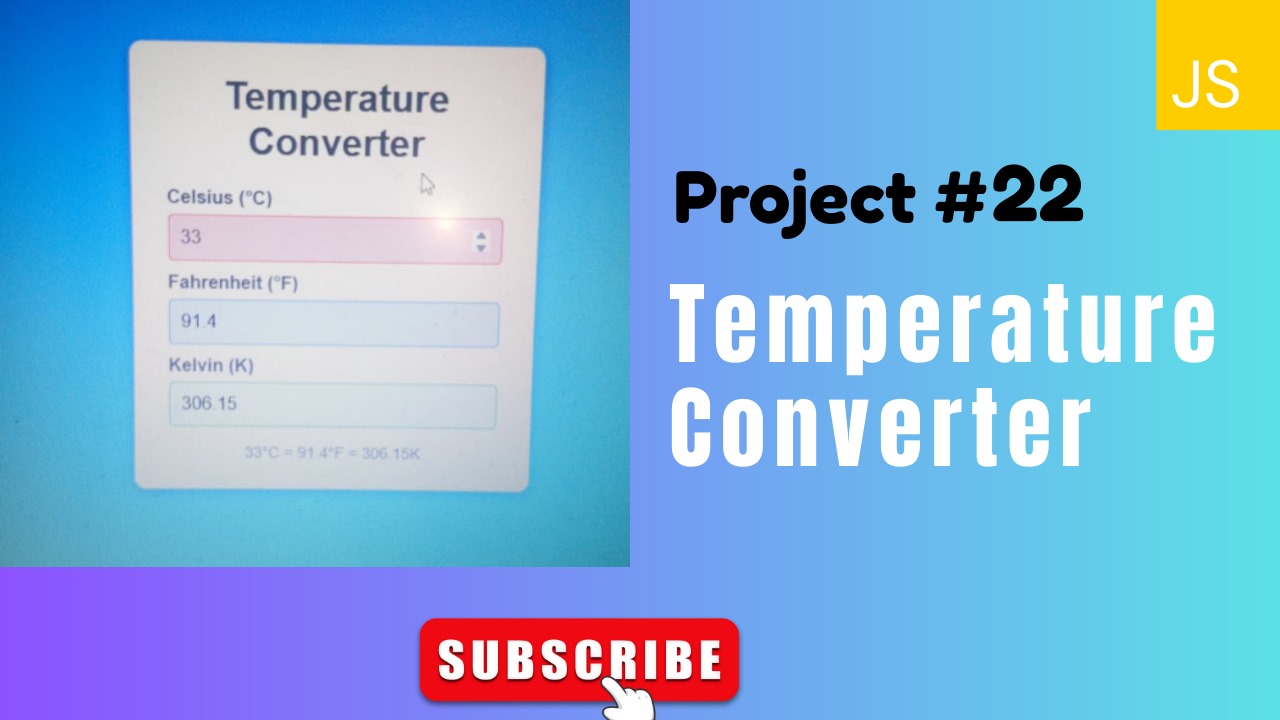 Temperature
Converter
Celsius (°C)
33
Fahrenheit (°F)
91.4
Kelvin (K)
306.15
33°C = 91.4°F = 306.15K
JS
Project #22
Temperature
Converter
SUBSCRIBE